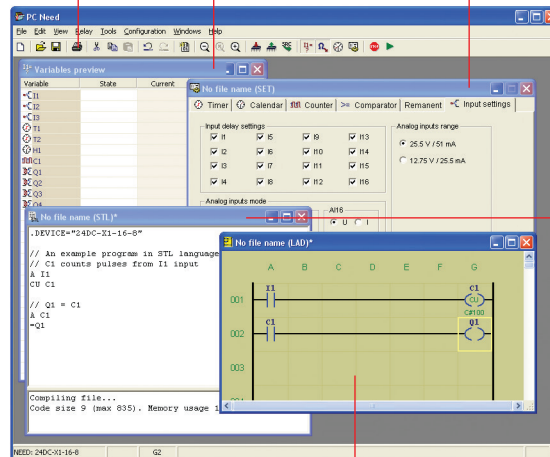 PC Need
File Edit View Relay Tools Configuration Windows Help
Variables preview
Variable State Current
I1
I2
I3
T1
T2
H1
C1
Q1
Q2
Q3
Q4
No file name (SET)
Timer Calendar Counter >= Comparator Remanent Input settings
Input delay settings
I1 I5 I9 I13
I2 I6 I10 I14
I3 I7 I11 I15
I4 I8 I12 I16
Analog inputs range
25.5 V / 51 mA
12.75 V / 25.5 mA
Analog inputs mode
AI16
U I
No file name (STL)*
.DEVICE="24DC-X1-16-8"
// An example program in STL language
// C1 counts pulses from I1 input
A I1
CU C1
// Q1 = C1
A C1
=Q1
Compiling file...
Code size 9 (max 835). Memory usage 1
No file name (LAD)*
A B C D E F G
I1 C1
001 CU
C#100
C1 Q1
002
003
004
NEED: 24DC-X1-16-8 G2